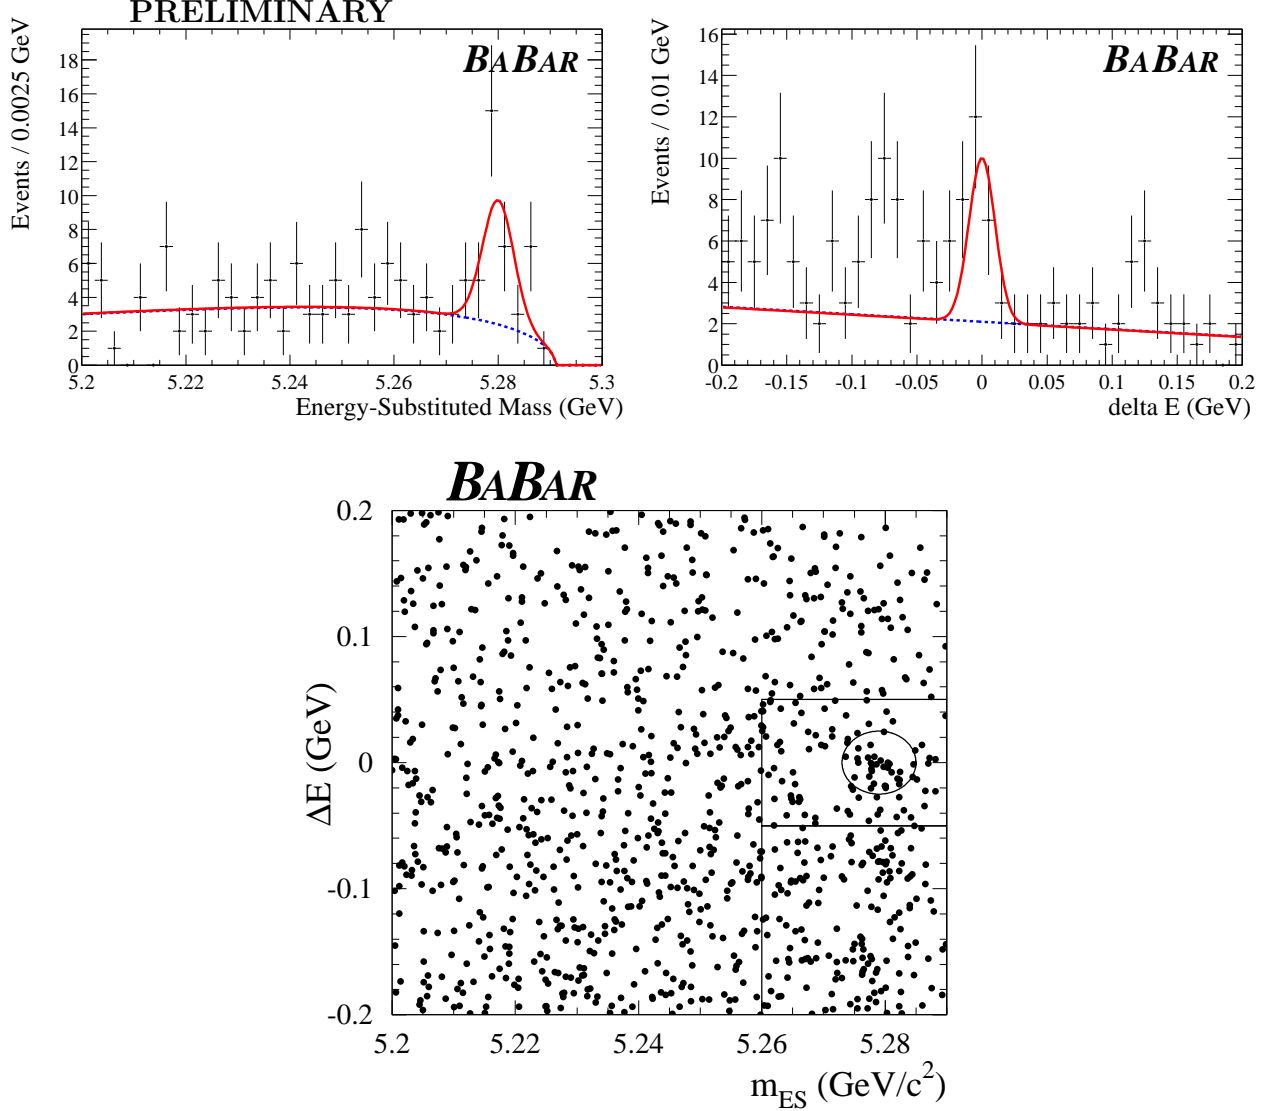 PRELIMINARY
BABAR
Events / 0.0025 GeV
18
16
14
12
10
8
6
4
2
0
5.2 5.22 5.24 5.26 5.28 5.3
Energy-Substituted Mass (GeV)
BABAR
Events / 0.01 GeV
16
14
12
10
8
6
4
2
0
-0.2 -0.15 -0.1 -0.05 0 0.05 0.1 0.15 0.2
delta E (GeV)
BABAR
ΔE (GeV)
0.2
0.1
0
-0.1
-0.2
5.2 5.22 5.24 5.26 5.28
m_ES (GeV/c²)